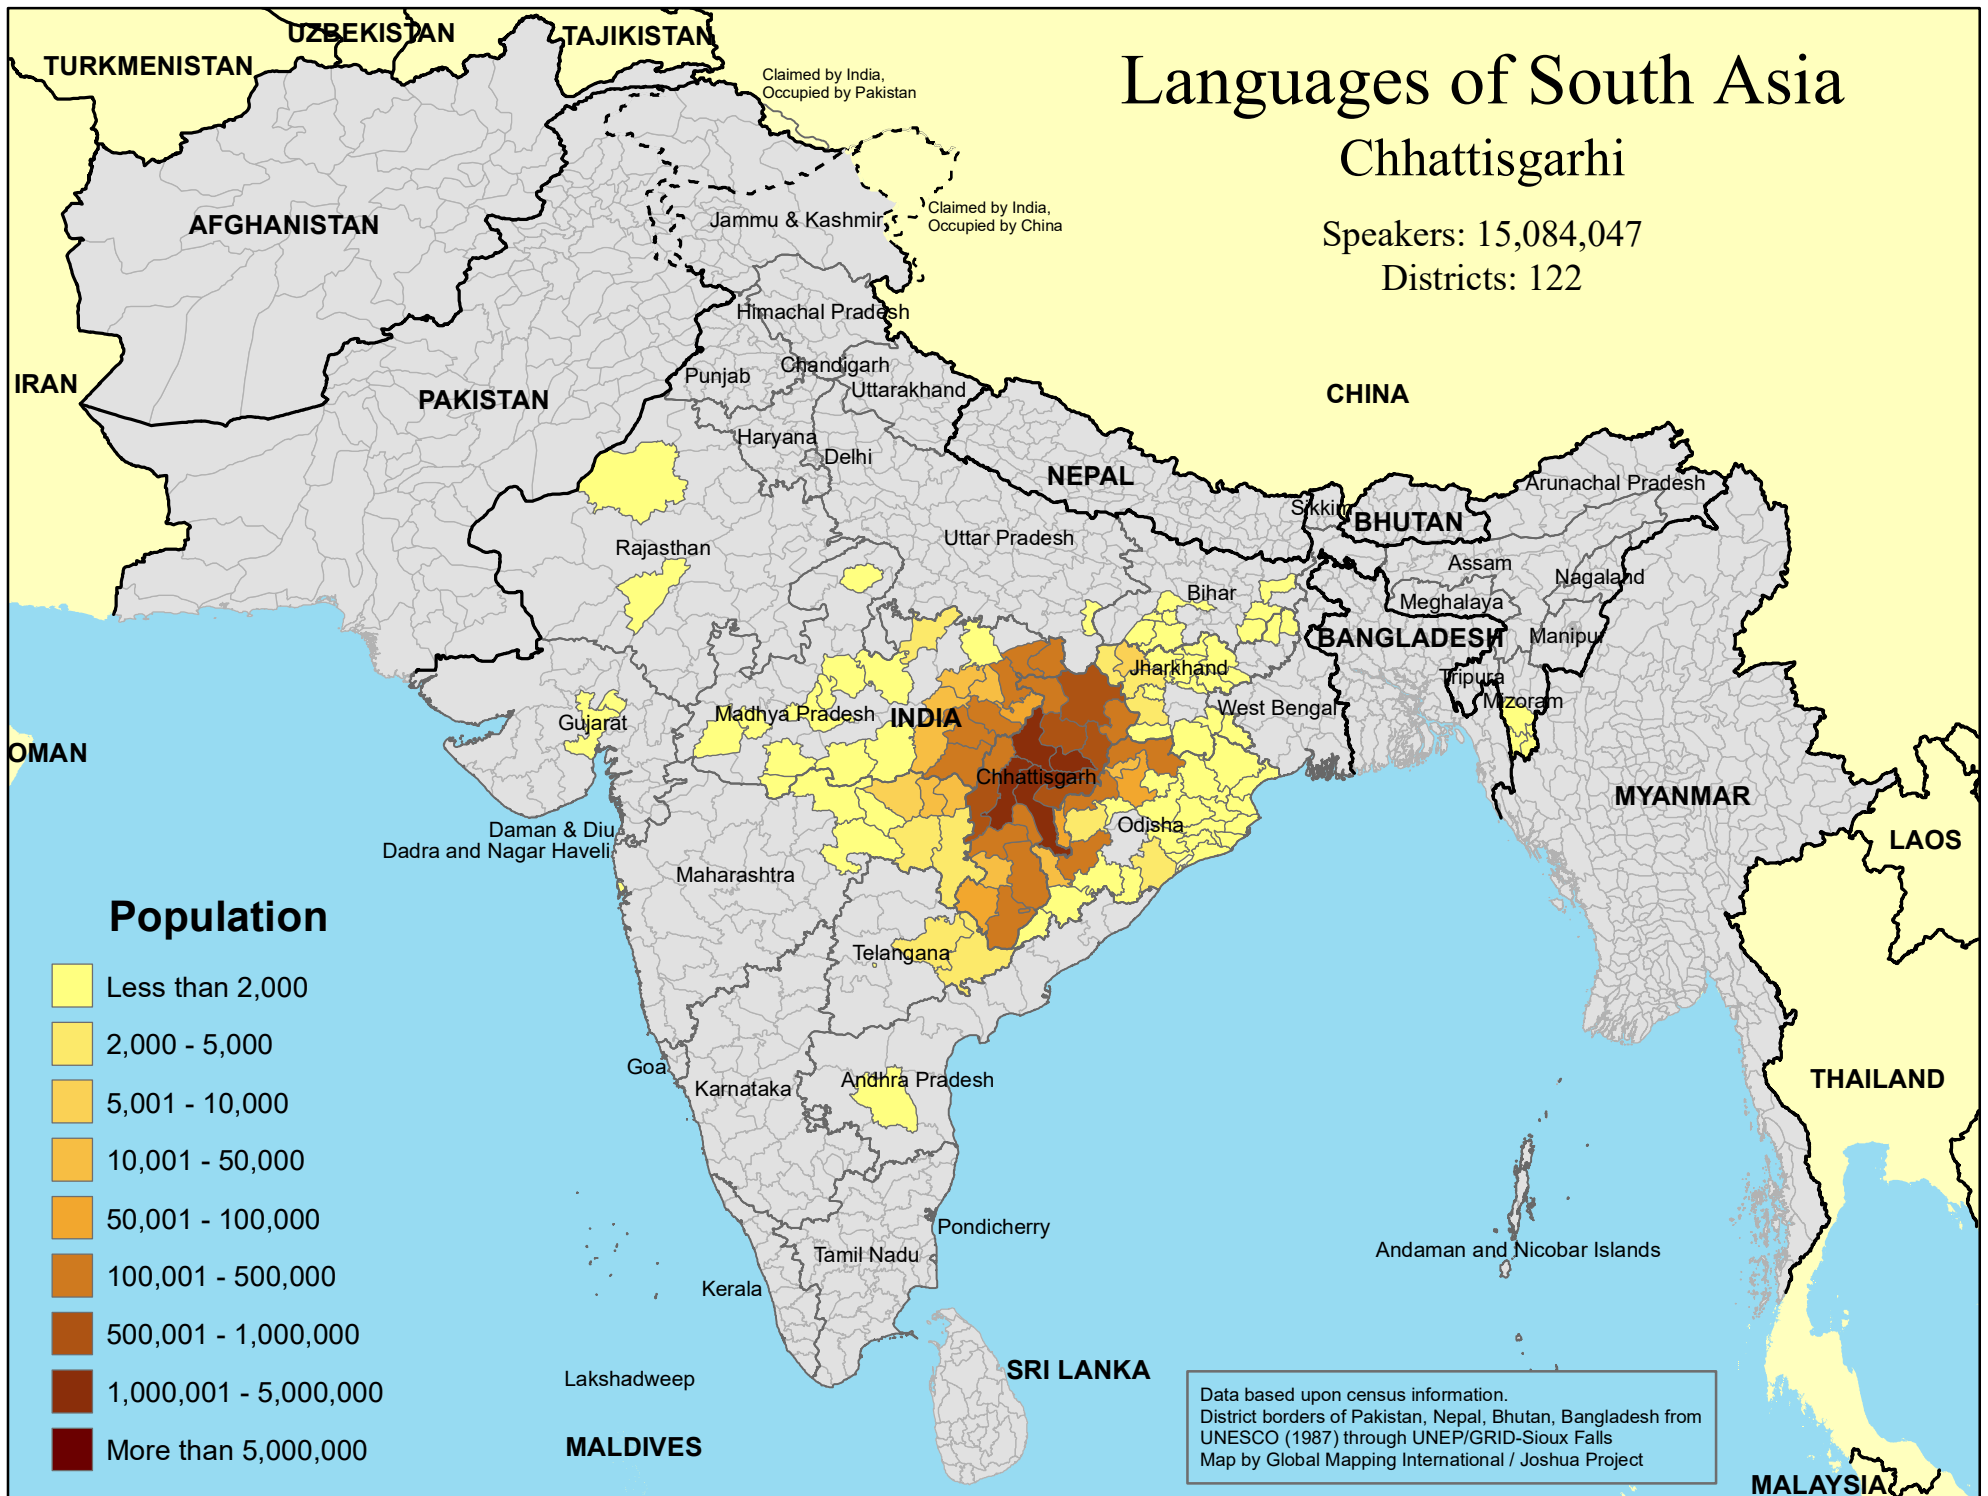 Languages of South Asia
Chhattisgarhi
Speakers: 15,084,047
Districts: 122
UZBEKISTAN
TAJIKISTAN
TURKMENISTAN
Claimed by India,
Occupied by Pakistan
AFGHANISTAN
Jammu & Kashmir
Claimed by India,
Occupied by China
Himachal Pradesh
IRAN
PAKISTAN
Punjab
Chandigarh
Uttarakhand
CHINA
Haryana
Delhi
NEPAL
Sikkim
BHUTAN
Arunachal Pradesh
Rajasthan
Uttar Pradesh
Bihar
Assam
Nagaland
Meghalaya
BANGLADESH
Manipur
Jharkhand
Tripura
Mizoram
West Bengal
Gujarat
Madhya Pradesh
INDIA
OMAN
Chhattisgarh
MYANMAR
LAOS
Daman & Diu
Dadra and Nagar Haveli
Odisha
Maharashtra
Telangana
Goa
Karnataka
Andhra Pradesh
THAILAND
Pondicherry
Tamil Nadu
Kerala
Andaman and Nicobar Islands
Lakshadweep
SRI LANKA
MALDIVES
MALAYSIA
Population
Less than 2,000
2,000 - 5,000
5,001 - 10,000
10,001 - 50,000
50,001 - 100,000
100,001 - 500,000
500,001 - 1,000,000
1,000,001 - 5,000,000
More than 5,000,000
Data based upon census information.
District borders of Pakistan, Nepal, Bhutan, Bangladesh from
UNESCO (1987) through UNEP/GRID-Sioux Falls
Map by Global Mapping International / Joshua Project